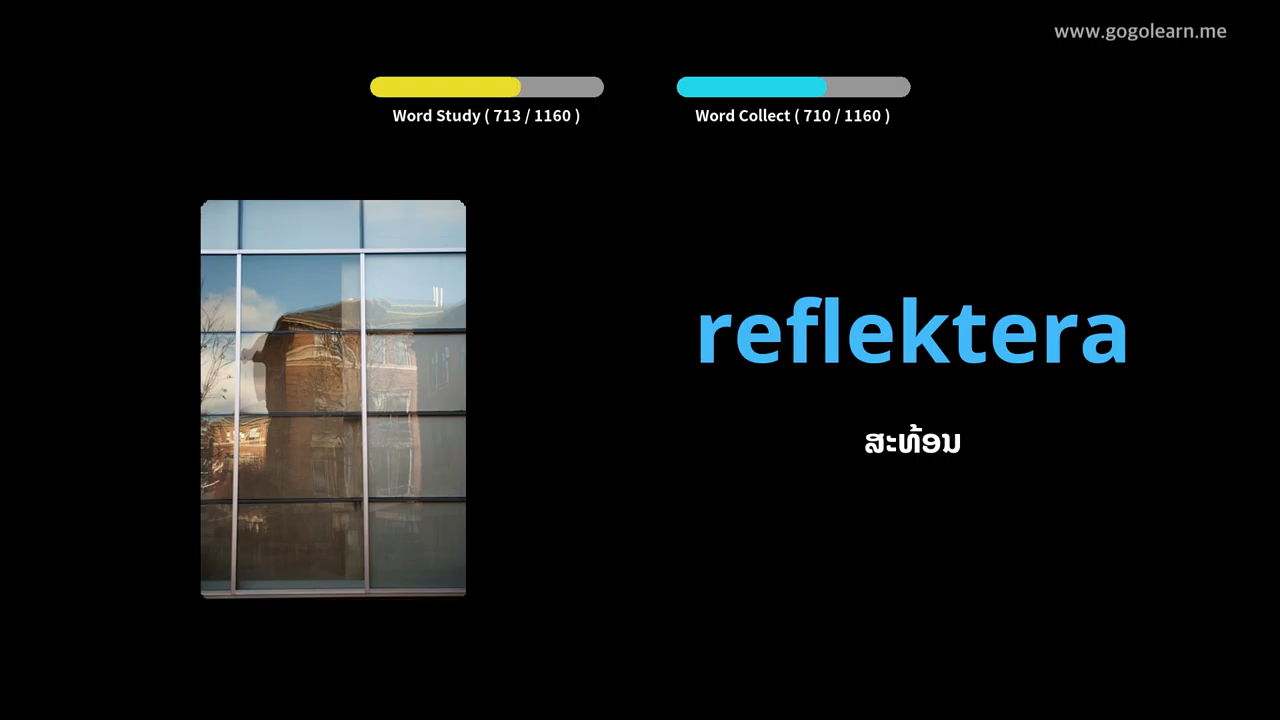 www.gogolearn.me
Word Study ( 713 / 1160 )
Word Collect ( 710 / 1160 )
reflektera
ສະທ້ອນ